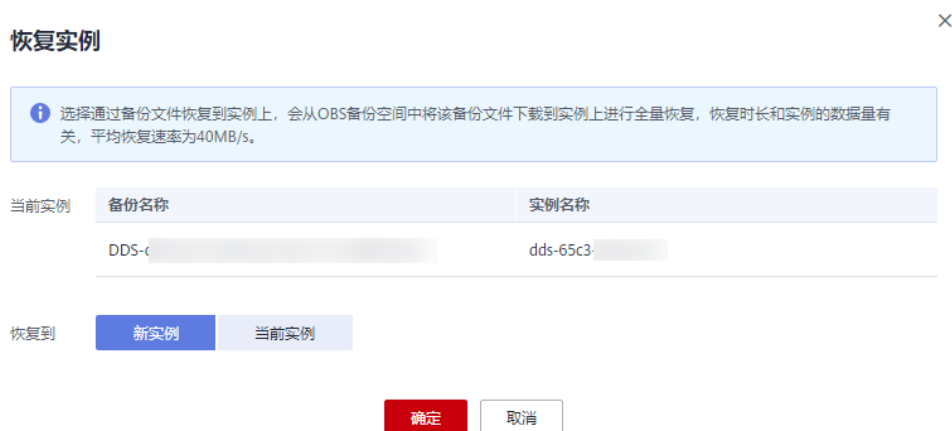 恢复实例
选择通过备份文件恢复到实例上，会从OBS备份空间中将该备份文件下载到实例上进行全量恢复，恢复时长和实例的数据量有
关，平均恢复速率为40MB/s。
当前实例 备份名称 实例名称
DDS- dds-65c3-
恢复到 新实例 当前实例
确定 取消